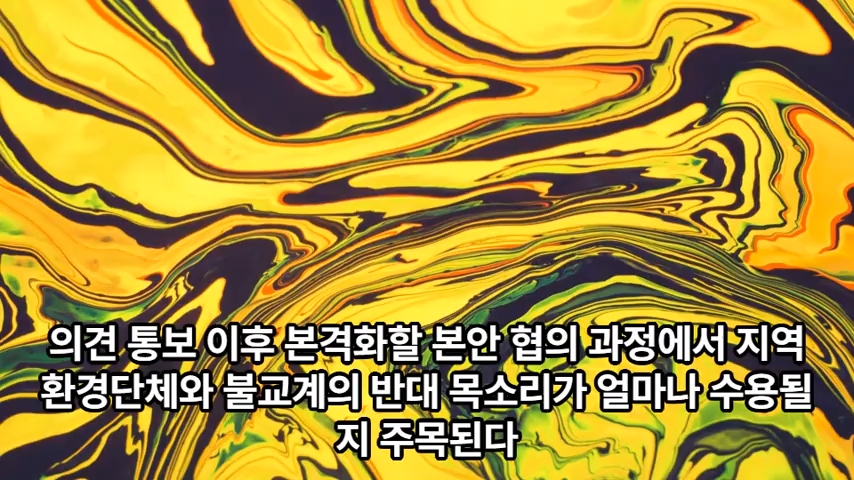 의견 통보 이후 본격화할 본안 협의 과정에서 지역
환경단체와 불교계의 반대 목소리가 얼마나 수용될
지 주목된다